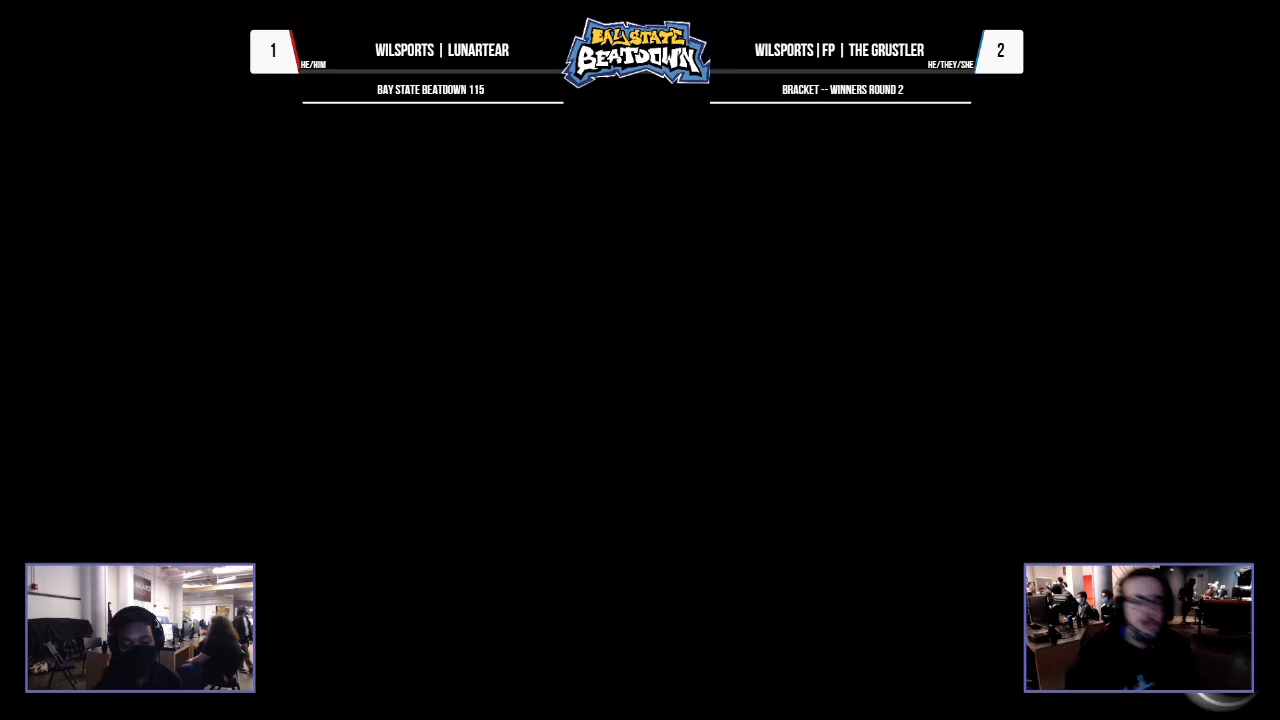 1
WILSPORTS | LUNARTEAR
HE/HIM
BAY STATE BEATDOWN
WILSPORTS | FP | THE GRUSTLER
HE/THEY/SHE
2
BAY STATE BEATDOWN 115
BRACKET -- WINNERS ROUND 2